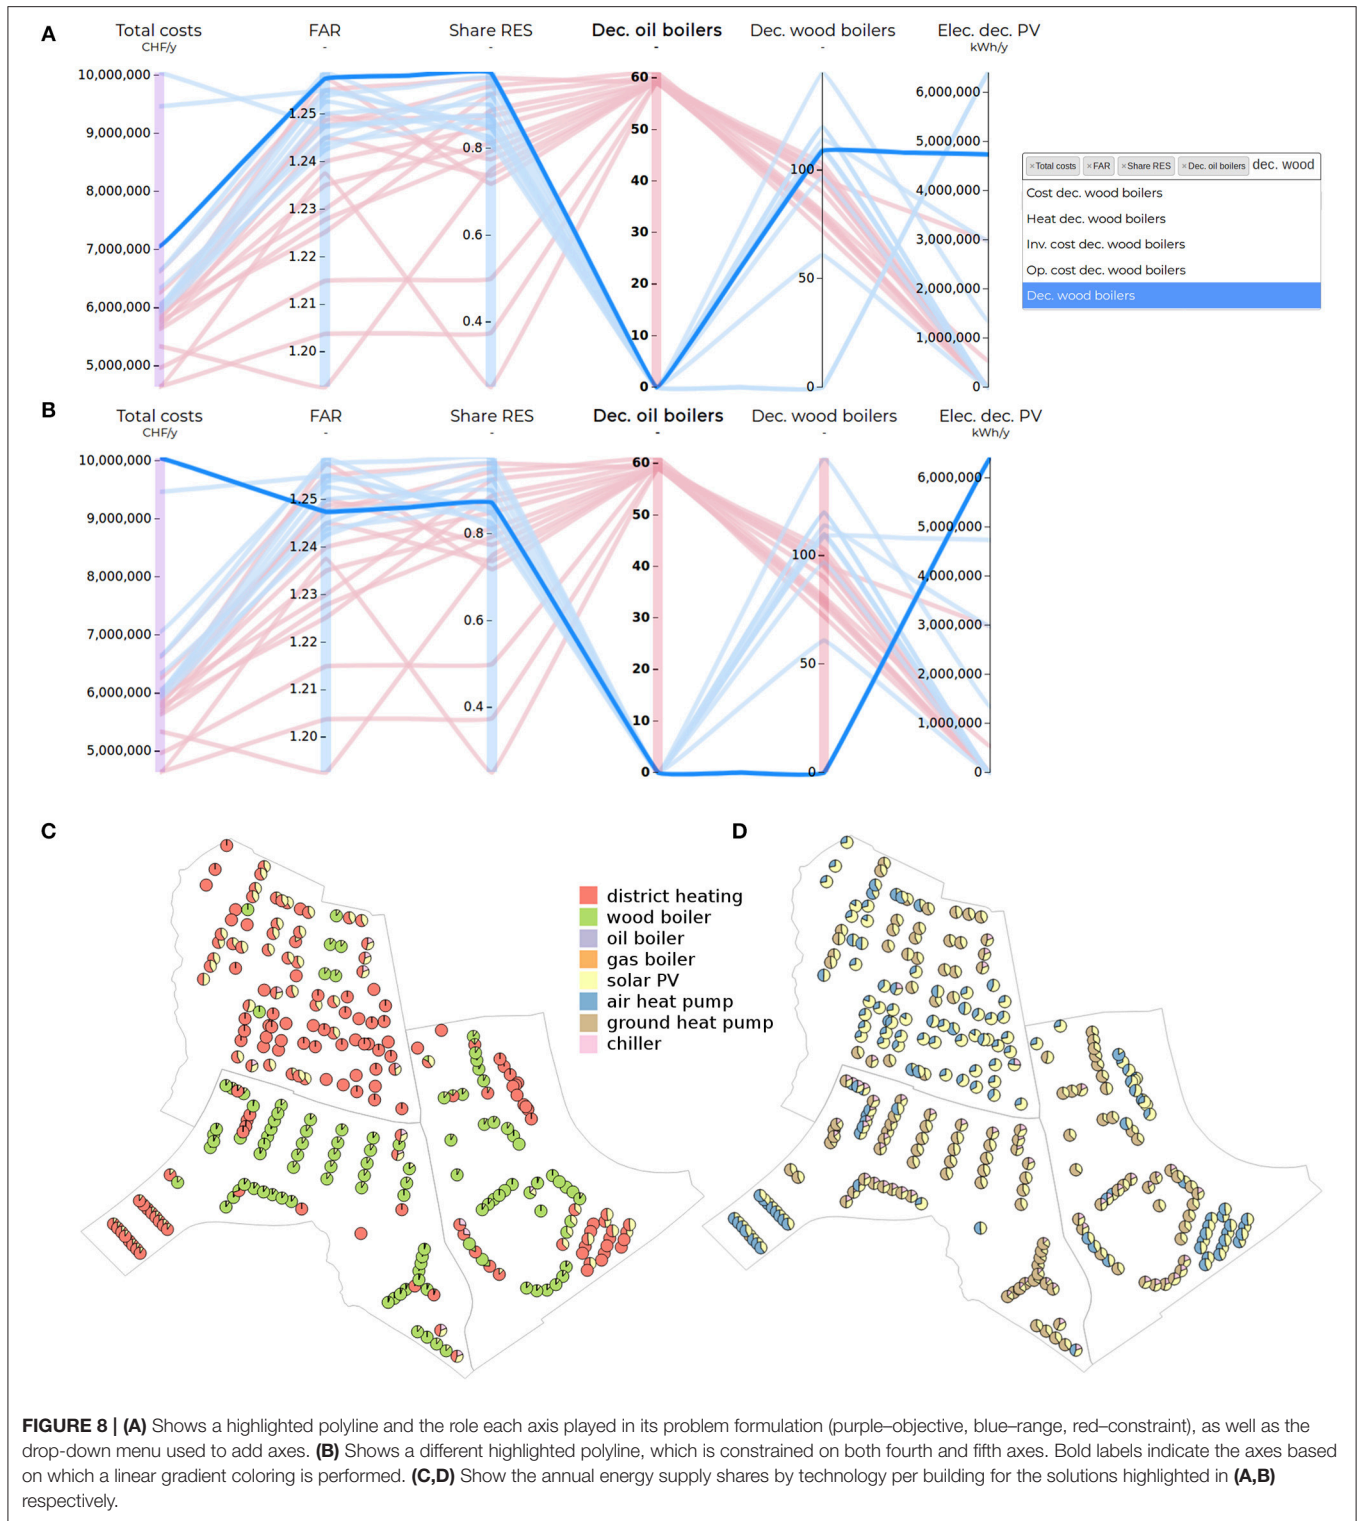 A
Total costs FAR Share RES Dec. oil boilers Dec. wood boilers Elec. dec. PV
CHF/y - - - - kWh/y
10,000,000
9,000,000
8,000,000
7,000,000
6,000,000
5,000,000
1.25
1.24
1.23
1.22
1.21
1.20
0.8
0.6
0.4
60
50
40
30
20
10
0
100
50
0
6,000,000
5,000,000
4,000,000
3,000,000
2,000,000
1,000,000
0
×Total costs ×FAR ×Share RES ×Dec. oil boilers dec. wood
Cost dec. wood boilers
Heat dec. wood boilers
Inv. cost dec. wood boilers
Op. cost dec. wood boilers
Dec. wood boilers
B
Total costs FAR Share RES Dec. oil boilers Dec. wood boilers Elec. dec. PV
CHF/y - - - - kWh/y
10,000,000
9,000,000
8,000,000
7,000,000
6,000,000
5,000,000
1.25
1.24
1.23
1.22
1.21
1.20
0.8
0.6
0.4
60
50
40
30
20
10
0
100
50
0
6,000,000
5,000,000
4,000,000
3,000,000
2,000,000
1,000,000
0
C
D
district heating
wood boiler
oil boiler
gas boiler
solar PV
air heat pump
ground heat pump
chiller
FIGURE 8 | (A) Shows a highlighted polyline and the role each axis played in its problem formulation (purple–objective, blue–range, red–constraint), as well as the
drop-down menu used to add axes. (B) Shows a different highlighted polyline, which is constrained on both fourth and fifth axes. Bold labels indicate the axes based
on which a linear gradient coloring is performed. (C,D) Show the annual energy supply shares by technology per building for the solutions highlighted in (A,B)
respectively.